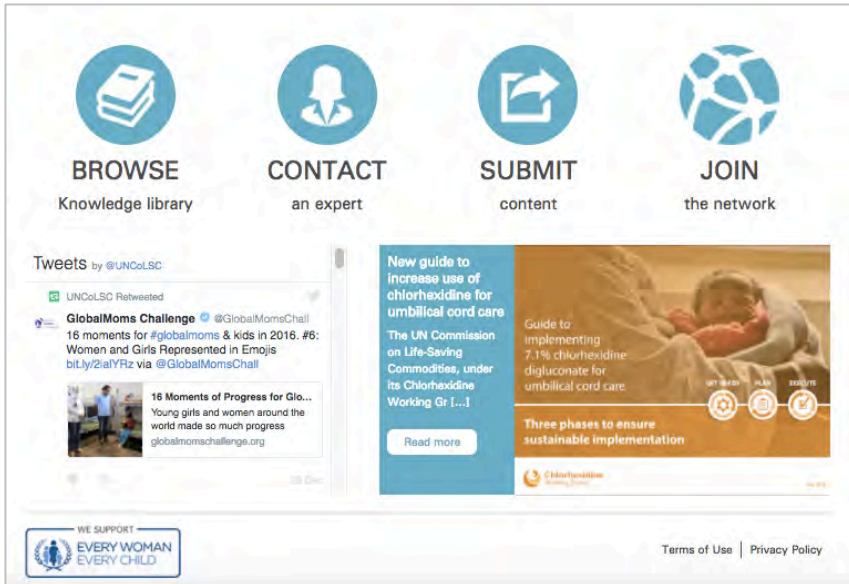 BROWSE
Knowledge library
CONTACT
an expert
SUBMIT
content
JOIN
the network
Tweets by @UNCoLSC
UNCoLSC Retweeted
GlobalMoms Challenge @GlobalMomsChall
16 moments for #globalmoms & kids in 2016. #6:
Women and Girls Represented in Emojis
bit.ly/2ialYRz via @GlobalMomsChall
16 Moments of Progress for Glo...
Young girls and women around the
world made so much progress
globalmomschallenge.org
New guide to
increase use of
chlorhexidine for
umbilical cord care
The UN Commission
on Life-Saving
Commodities, under
its Chlorhexidine
Working Gr [...]
Read more
Guide to
implementing
7.1% chlorhexidine
digluconate for
umbilical cord care
GET READY PLAN EXECUTE
Three phases to ensure
sustainable implementation
Chlorhexidine
Working Group
WE SUPPORT
EVERY WOMAN
EVERY CHILD
Terms of Use | Privacy Policy